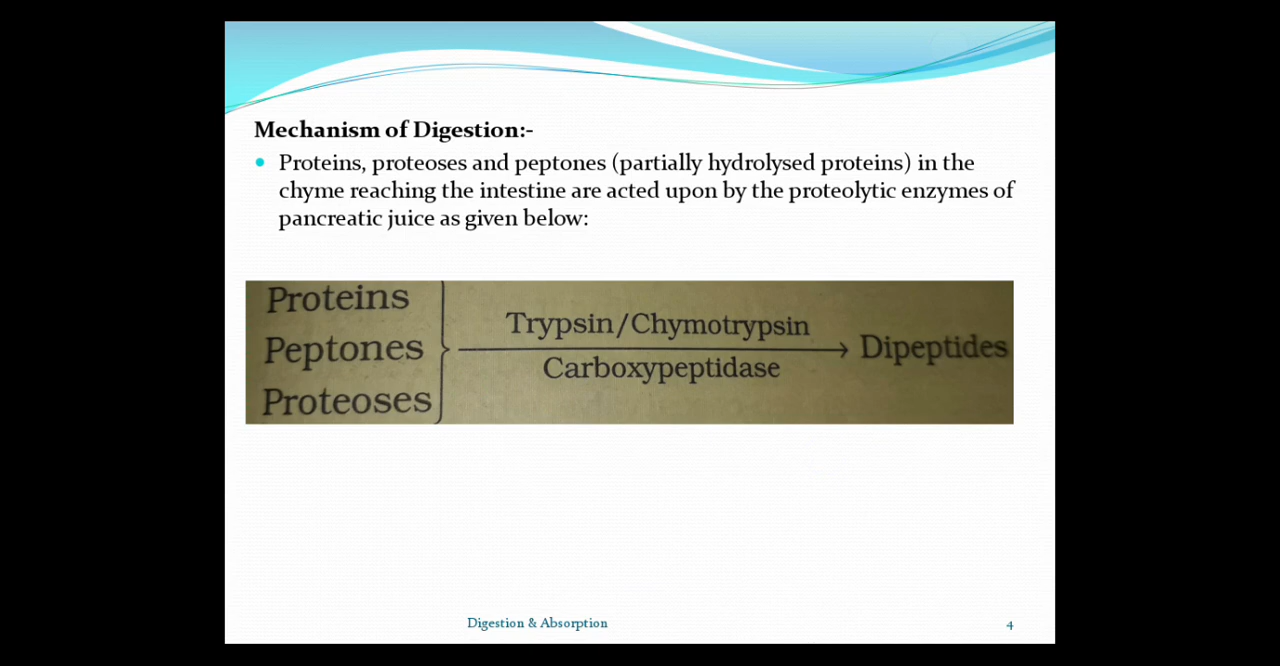 Mechanism of Digestion:-
Proteins, proteoses and peptones (partially hydrolysed proteins) in the
chyme reaching the intestine are acted upon by the proteolytic enzymes of
pancreatic juice as given below:
Proteins
Peptones
Proteoses
Trypsin/Chymotrypsin
Carboxypeptidase
Dipeptides
Digestion & Absorption
4